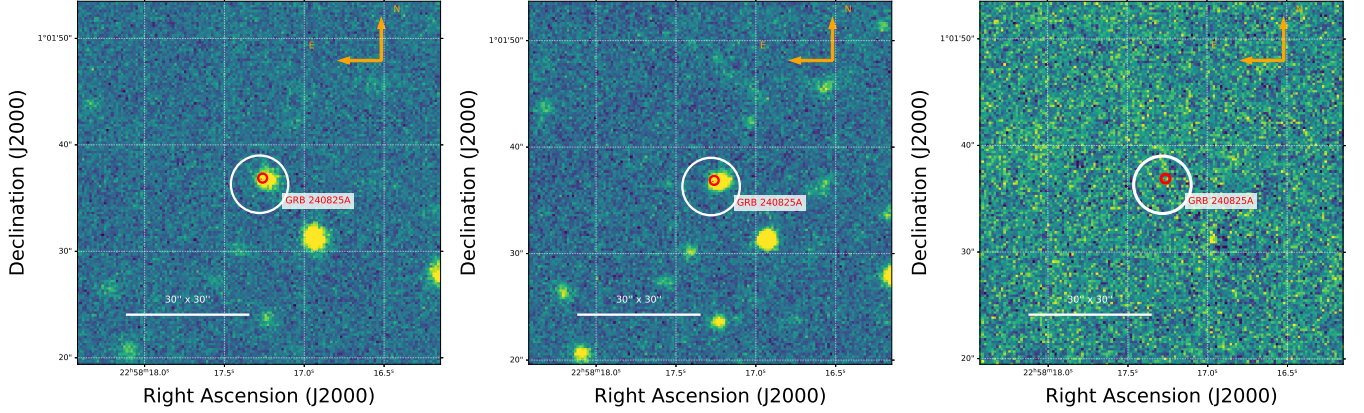 N
E
1°01'50"
40"
30"
20"
Declination (J2000)
GRB 240825A
30'' x 30''
22ʰ58ᵐ18.0ˢ
17.5ˢ
17.0ˢ
16.5ˢ
Right Ascension (J2000)
N
E
1°01'50"
40"
30"
20"
Declination (J2000)
GRB 240825A
30'' x 30''
22ʰ58ᵐ18.0ˢ
17.5ˢ
17.0ˢ
16.5ˢ
Right Ascension (J2000)
N
E
1°01'50"
40"
30"
20"
Declination (J2000)
GRB 240825A
30'' x 30''
22ʰ58ᵐ18.0ˢ
17.5ˢ
17.0ˢ
16.5ˢ
Right Ascension (J2000)